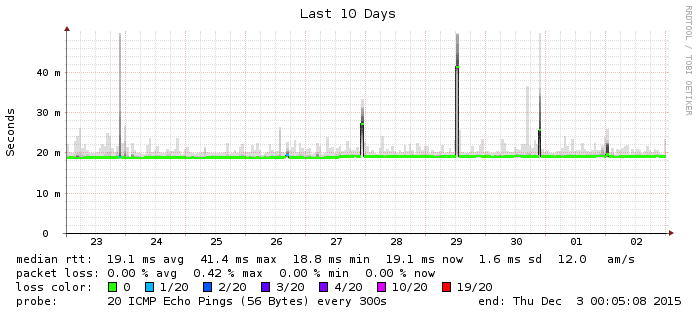 Last 10 Days
RRDTOOL / TOBI OETIKER
Seconds
40 m
30 m
20 m
10 m
0
23 24 25 26 27 28 29 30 01 02
median rtt: 19.1 ms avg 41.4 ms max 18.8 ms min 19.1 ms now 1.6 ms sd 12.0 am/s
packet loss: 0.00 % avg 0.42 % max 0.00 % min 0.00 % now
loss color: 0 1/20 2/20 3/20 4/20 10/20 19/20
probe: 20 ICMP Echo Pings (56 Bytes) every 300s end: Thu Dec 3 00:05:08 2015